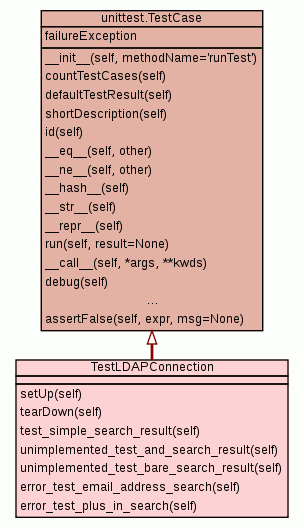 unittest.TestCase
failureException
__init__(self, methodName='runTest')
countTestCases(self)
defaultTestResult(self)
shortDescription(self)
id(self)
__eq__(self, other)
__ne__(self, other)
__hash__(self)
__str__(self)
__repr__(self)
run(self, result=None)
__call__(self, *args, **kwds)
debug(self)
...
assertFalse(self, expr, msg=None)
TestLDAPConnection
setUp(self)
tearDown(self)
test_simple_search_result(self)
unimplemented_test_and_search_result(self)
unimplemented_test_bare_search_result(self)
error_test_email_address_search(self)
error_test_plus_in_search(self)